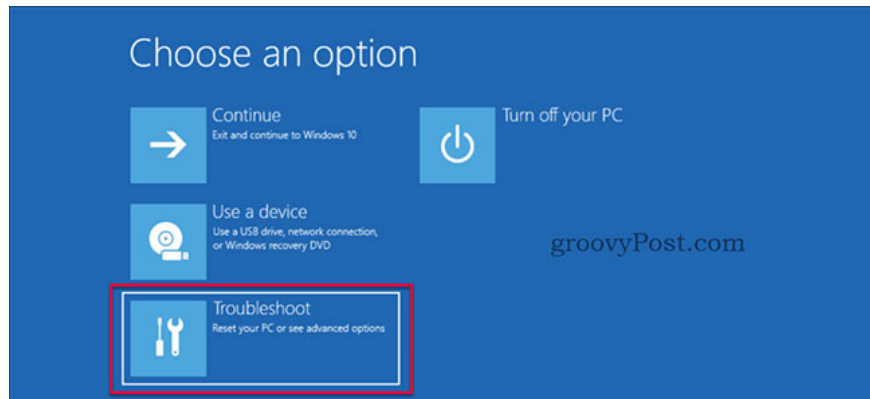 Choose an option
Continue
Exit and continue to Windows 10
Turn off your PC
Use a device
Use a USB drive, network connection,
or Windows recovery DVD
groovyPost.com
Troubleshoot
Reset your PC or see advanced options